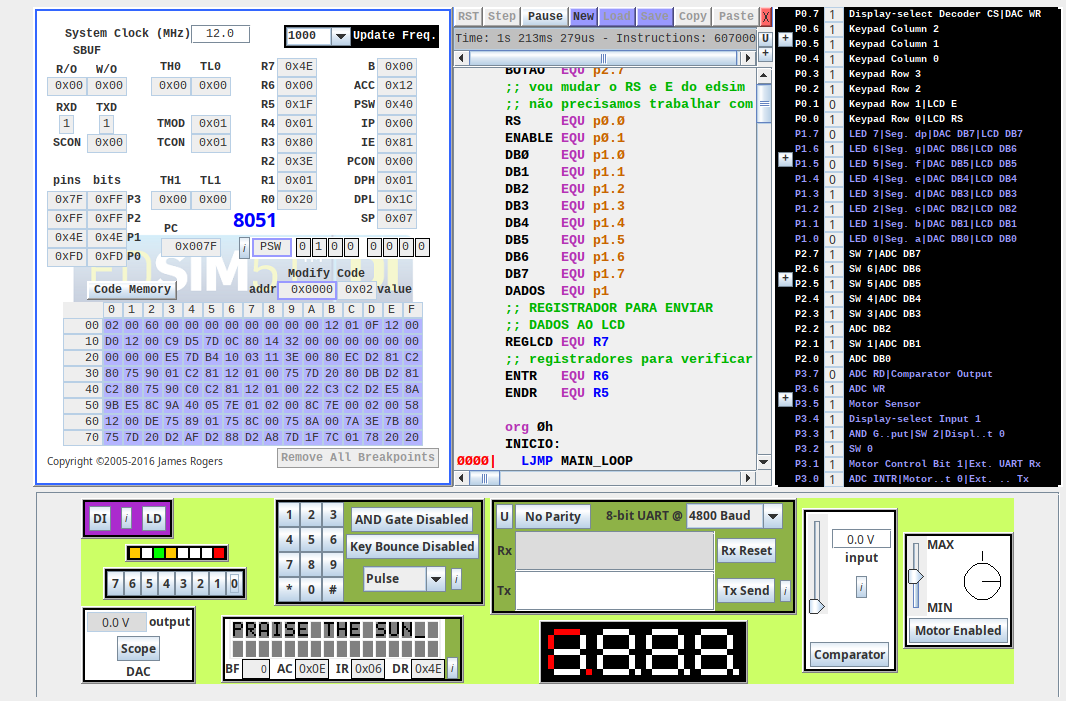 System Clock (MHz) 12.0 1000 Update Freq.
SBUF
R/O W/O TH0 TL0 R7 0x4E B 0x00
0x00 0x00 0x00 0x00 R6 0x00 ACC 0x12
RXD TXD R5 0x1F PSW 0x40
1 1 TMOD 0x01 R4 0x01 IP 0x00
SCON 0x00 TCON 0x01 R3 0x80 IE 0x81
R2 0x3E PCON 0x00
pins bits TH1 TL1 R1 0x01 DPH 0x01
0x7F 0xFF P3 0x00 0x00 R0 0x20 DPL 0x1C
0xFF 0xFF P2 8051 SP 0x07
0x4E 0x4E P1 PC
0xFD 0xFD P0 0x007F i PSW 0 1 0 0 0 0 0 0
EDSIM51DI
Modify Code
Code Memory addr 0x0000 0x02 value
0 1 2 3 4 5 6 7 8 9 A B C D E F
00 02 00 60 00 00 00 00 00 00 00 00 12 01 0F 12 00
10 D0 12 00 C9 D5 7D 0C 80 14 32 00 00 00 00 00 00
20 00 00 00 E5 7D B4 10 03 11 3E 00 80 EC D2 81 C2
30 80 75 90 01 C2 81 12 01 00 75 7D 20 80 DB D2 81
40 C2 80 75 90 C0 C2 81 12 01 00 22 C3 C2 D2 E5 8A
50 9B E5 8C 9A 40 05 7E 01 02 00 8C 7E 00 02 00 58
60 12 00 DE 75 89 01 75 8C 00 75 8A 00 7A 3E 7B 80
70 75 7D 20 D2 AF D2 88 D2 A8 7D 1F 7C 01 78 20 20
Copyright ©2005-2016 James Rogers Remove All Breakpoints
RST Step Pause New Load Save Copy Paste X
Time: 1s 213ms 279us - Instructions: 607000 U
+
BOTAO EQU p2.7
;; vou mudar o RS e E do edsim
;; não precisamos trabalhar com
RS EQU p0.0
ENABLE EQU p0.1
DB0 EQU p1.0
DB1 EQU p1.1
DB2 EQU p1.2
DB3 EQU p1.3
DB4 EQU p1.4
DB5 EQU p1.5
DB6 EQU p1.6
DB7 EQU p1.7
DADOS EQU p1
;; REGISTRADOR PARA ENVIAR
;; DADOS AO LCD
REGLCD EQU R7
;; registradores para verificar
ENTR EQU R6
ENDR EQU R5
org 0h
INICIO:
0000| LJMP MAIN_LOOP
P0.7 1 Display-select Decoder CS|DAC WR
P0.6 1 Keypad Column 2
+ P0.5 1 Keypad Column 1
P0.4 1 Keypad Column 0
P0.3 1 Keypad Row 3
P0.2 1 Keypad Row 2
P0.1 0 Keypad Row 1|LCD E
P0.0 1 Keypad Row 0|LCD RS
P1.7 0 LED 7|Seg. dp|DAC DB7|LCD DB7
P1.6 1 LED 6|Seg. g|DAC DB6|LCD DB6
+ P1.5 0 LED 5|Seg. f|DAC DB5|LCD DB5
P1.4 0 LED 4|Seg. e|DAC DB4|LCD DB4
P1.3 1 LED 3|Seg. d|DAC DB3|LCD DB3
P1.2 1 LED 2|Seg. c|DAC DB2|LCD DB2
P1.1 1 LED 1|Seg. b|DAC DB1|LCD DB1
P1.0 0 LED 0|Seg. a|DAC DB0|LCD DB0
P2.7 1 SW 7|ADC DB7
P2.6 1 SW 6|ADC DB6
+ P2.5 1 SW 5|ADC DB5
P2.4 1 SW 4|ADC DB4
P2.3 1 SW 3|ADC DB3
P2.2 1 ADC DB2
P2.1 1 SW 1|ADC DB1
P2.0 1 ADC DB0
P3.7 0 ADC RD|Comparator Output
P3.6 1 ADC WR
+ P3.5 1 Motor Sensor
P3.4 1 Display-select Input 1
P3.3 1 AND G..put|SW 2|Displ..t 0
P3.2 1 SW 0
P3.1 1 Motor Control Bit 1|Ext. UART Rx
P3.0 1 ADC INTR|Motor..t 0|Ext. .. Tx
DI i LD
7 6 5 4 3 2 1 0
0.0 V output
Scope
DAC
1 2 3 AND Gate Disabled
4 5 6 Key Bounce Disabled
7 8 9 Pulse i
* 0 #
PRAISE THE SUN_
BF 0 AC 0x0E IR 0x06 DR 0x4E i
U No Parity 8-bit UART @ 4800 Baud
Rx Rx Reset
Tx Tx Send i
0.0 V
input
i
Comparator
MAX
MIN
Motor Enabled